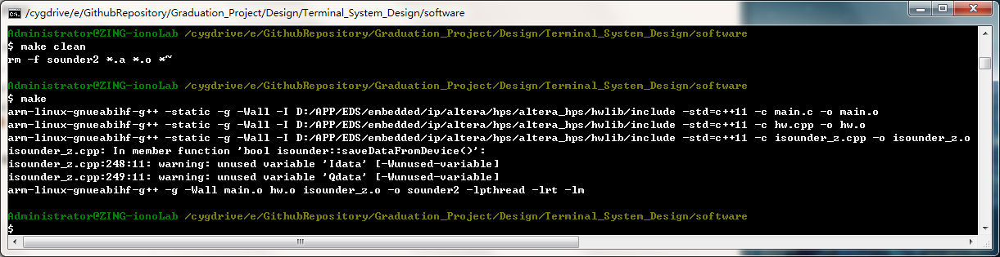 /cygdrive/e/GithubRepository/Graduation_Project/Design/Terminal_System_Design/software
Administrator@ZING-ionoLab /cygdrive/e/GithubRepository/Graduation_Project/Design/Terminal_System_Design/software
$ make clean
rm -f sounder2 *.a *.o *~
Administrator@ZING-ionoLab /cygdrive/e/GithubRepository/Graduation_Project/Design/Terminal_System_Design/software
$ make
arm-linux-gnueabihf-g++ -static -g -Wall -I D:/APP/EDS/embedded/ip/altera/hps/altera_hps/hwlib/include -std=c++11 -c main.c -o main.o
arm-linux-gnueabihf-g++ -static -g -Wall -I D:/APP/EDS/embedded/ip/altera/hps/altera_hps/hwlib/include -std=c++11 -c hw.cpp -o hw.o
arm-linux-gnueabihf-g++ -static -g -Wall -I D:/APP/EDS/embedded/ip/altera/hps/altera_hps/hwlib/include -std=c++11 -c isounder_z.cpp -o isounder_z.o
isounder_z.cpp: In member function 'bool isounder::saveDataFromDevice()':
isounder_z.cpp:248:11: warning: unused variable 'Idata' [-Wunused-variable]
isounder_z.cpp:249:11: warning: unused variable 'Qdata' [-Wunused-variable]
arm-linux-gnueabihf-g++ -g -Wall main.o hw.o isounder_z.o -o sounder2 -lpthread -lrt -lm
Administrator@ZING-ionoLab /cygdrive/e/GithubRepository/Graduation_Project/Design/Terminal_System_Design/software
$